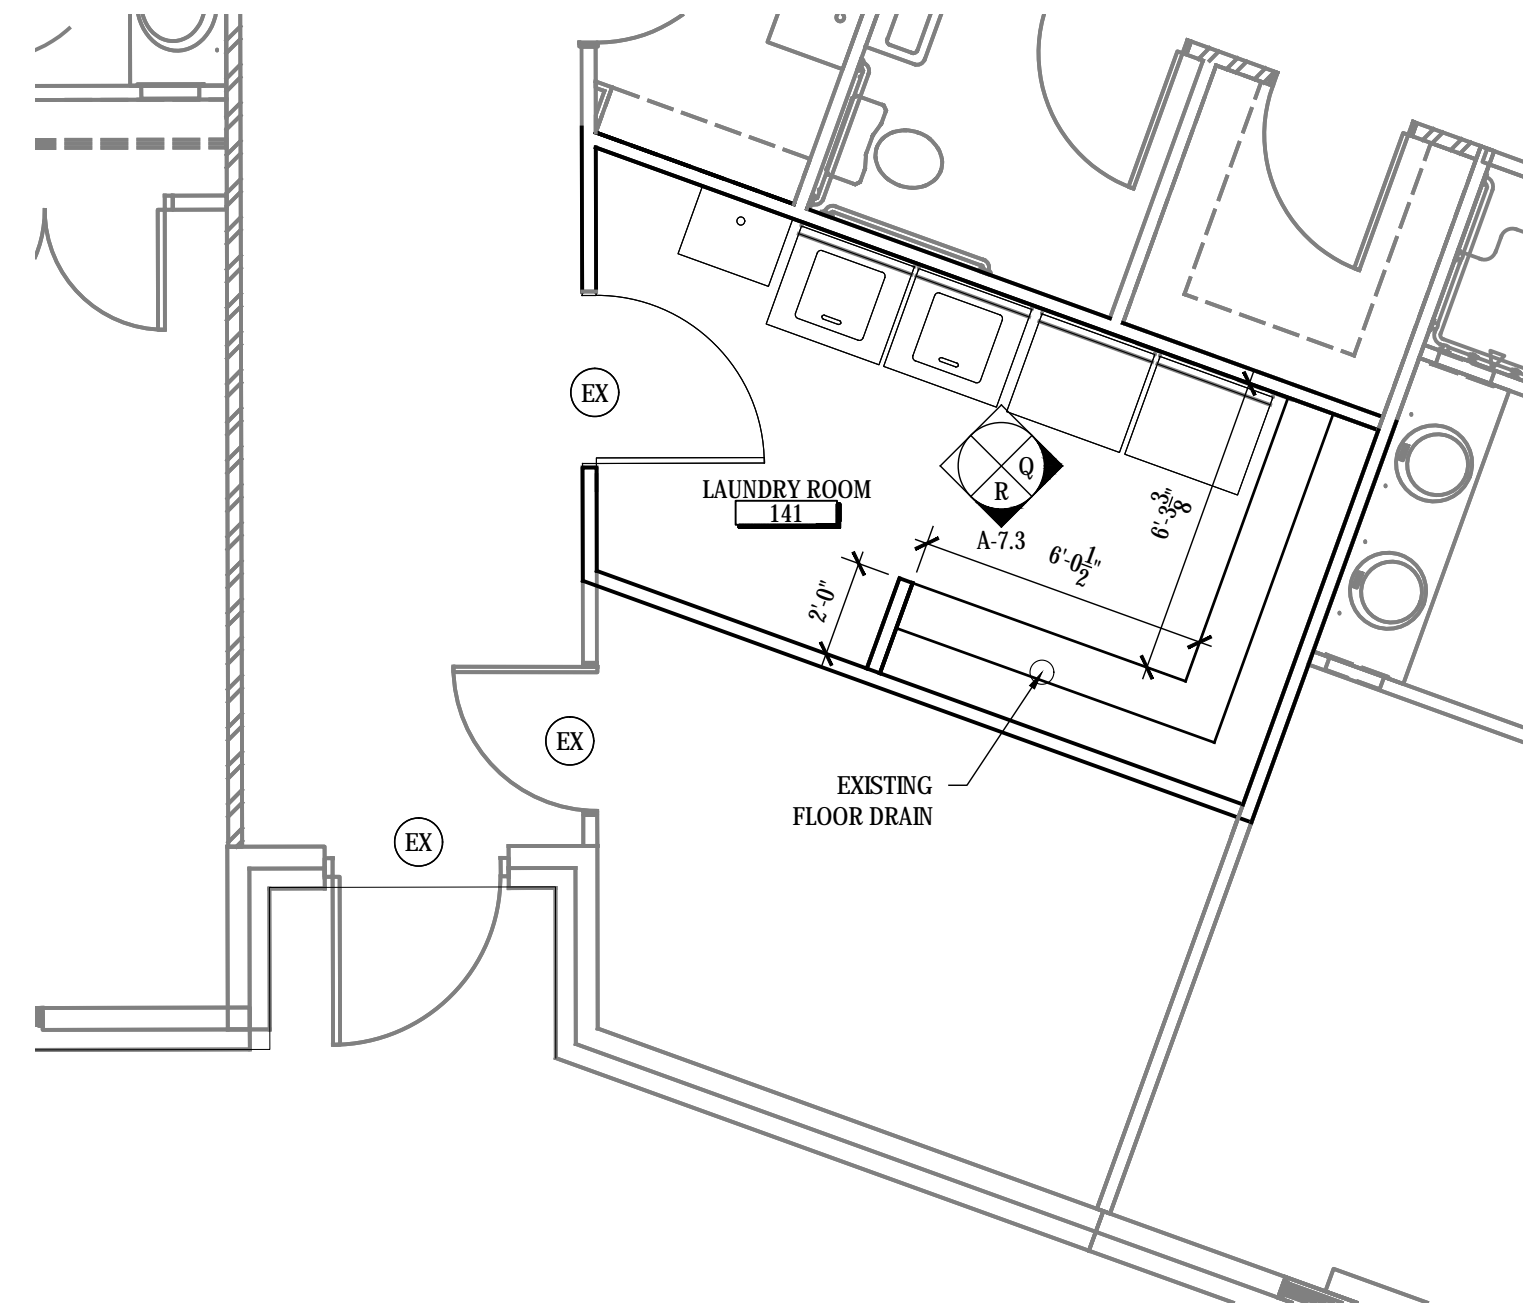 EX
LAUNDRY ROOM
141
Q
R
A-7.3
6'-3 3/8"
6'-0 1/2"
2'-0"
EX
EXISTING
FLOOR DRAIN
EX